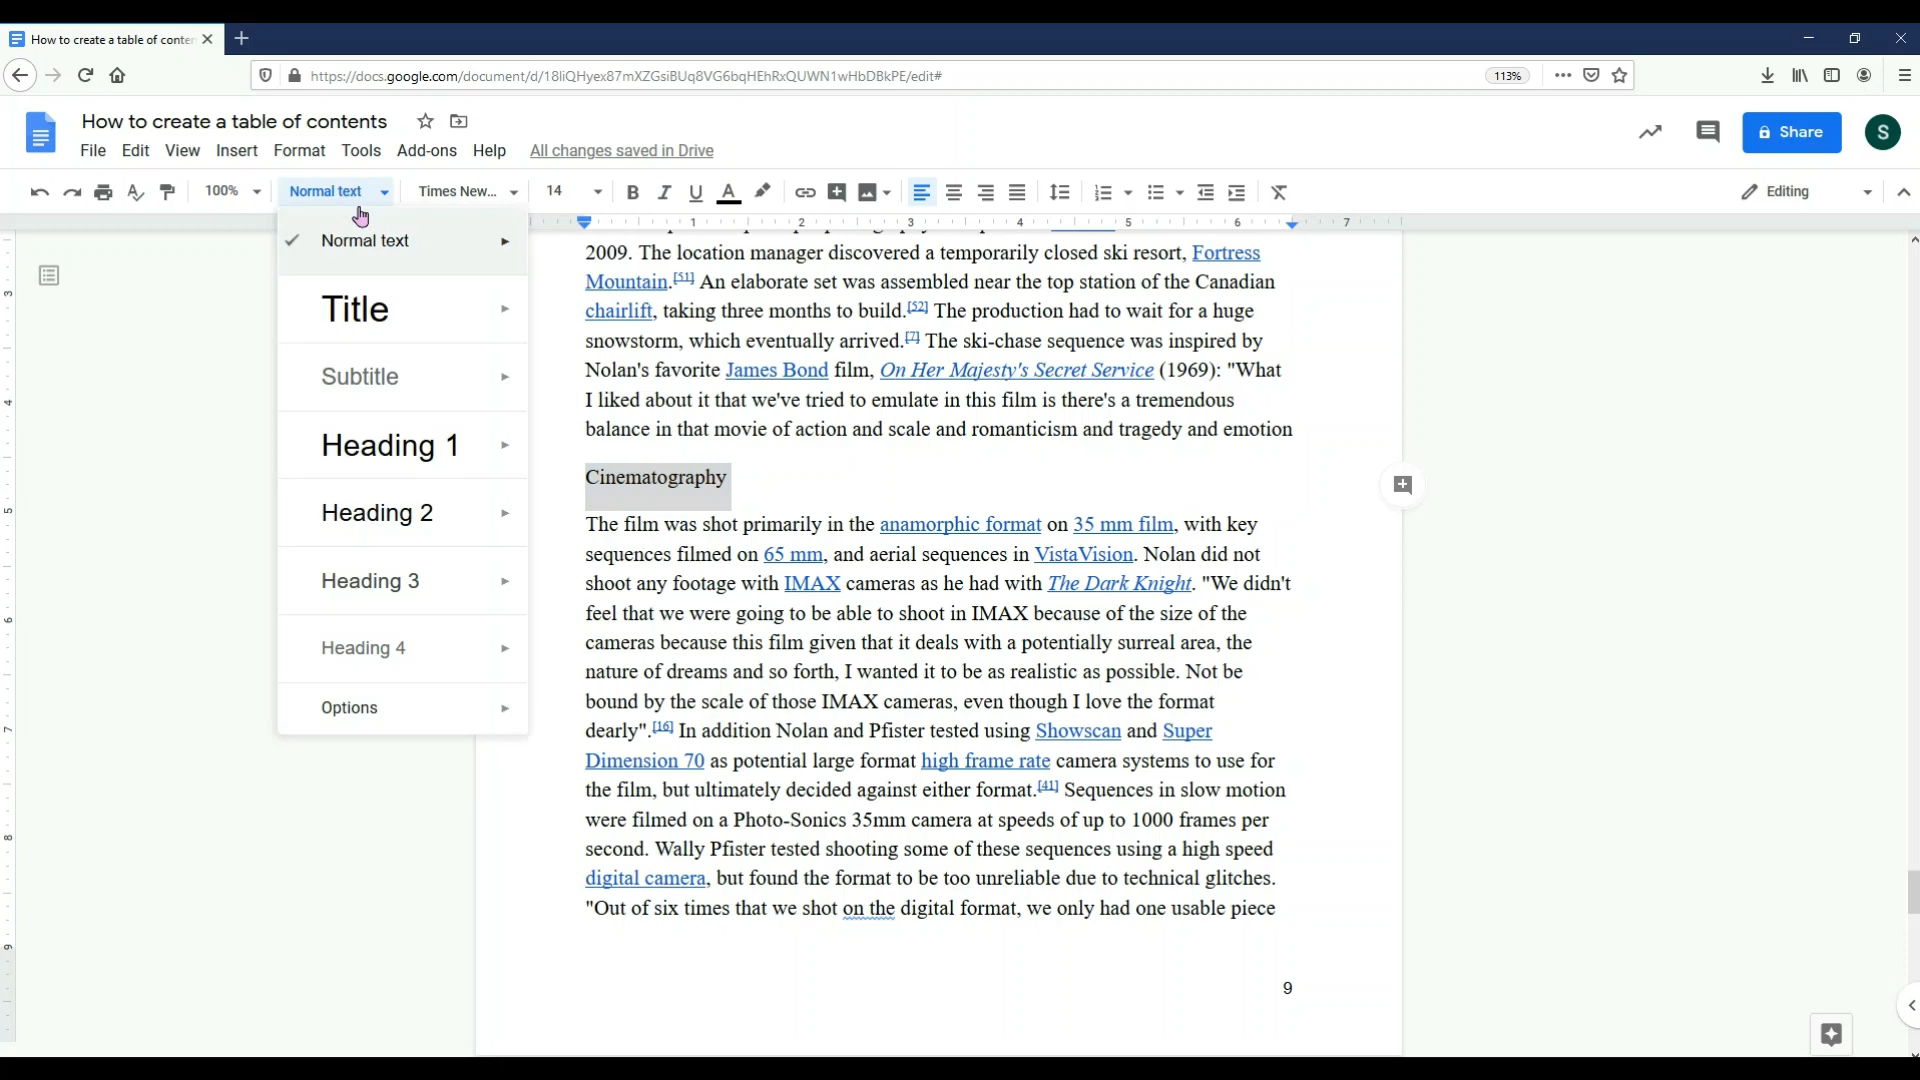 How to create a table of conter
https://docs.google.com/document/d/18liQHyex87mXZGsiBUq8VG6bqHEhRxQUWN1wHbDBkPE/edit#
113%
How to create a table of contents
Share
S
File Edit View Insert Format Tools Add-ons Help All changes saved in Drive
100% Normal text Times New... 14 Editing
1 2 3 4 5 6 7
Normal text
Title
Subtitle
Heading 1
Heading 2
Heading 3
Heading 4
Options
3
4
5
6
7
8
9
2009. The location manager discovered a temporarily closed ski resort, Fortress
Mountain.[51] An elaborate set was assembled near the top station of the Canadian
chairlift, taking three months to build.[52] The production had to wait for a huge
snowstorm, which eventually arrived.[7] The ski-chase sequence was inspired by
Nolan's favorite James Bond film, On Her Majesty's Secret Service (1969): "What
I liked about it that we've tried to emulate in this film is there's a tremendous
balance in that movie of action and scale and romanticism and tragedy and emotion
Cinematography
The film was shot primarily in the anamorphic format on 35 mm film, with key
sequences filmed on 65 mm, and aerial sequences in VistaVision. Nolan did not
shoot any footage with IMAX cameras as he had with The Dark Knight. "We didn't
feel that we were going to be able to shoot in IMAX because of the size of the
cameras because this film given that it deals with a potentially surreal area, the
nature of dreams and so forth, I wanted it to be as realistic as possible. Not be
bound by the scale of those IMAX cameras, even though I love the format
dearly".[16] In addition Nolan and Pfister tested using Showscan and Super
Dimension 70 as potential large format high frame rate camera systems to use for
the film, but ultimately decided against either format.[41] Sequences in slow motion
were filmed on a Photo-Sonics 35mm camera at speeds of up to 1000 frames per
second. Wally Pfister tested shooting some of these sequences using a high speed
digital camera, but found the format to be too unreliable due to technical glitches.
"Out of six times that we shot on the digital format, we only had one usable piece
9